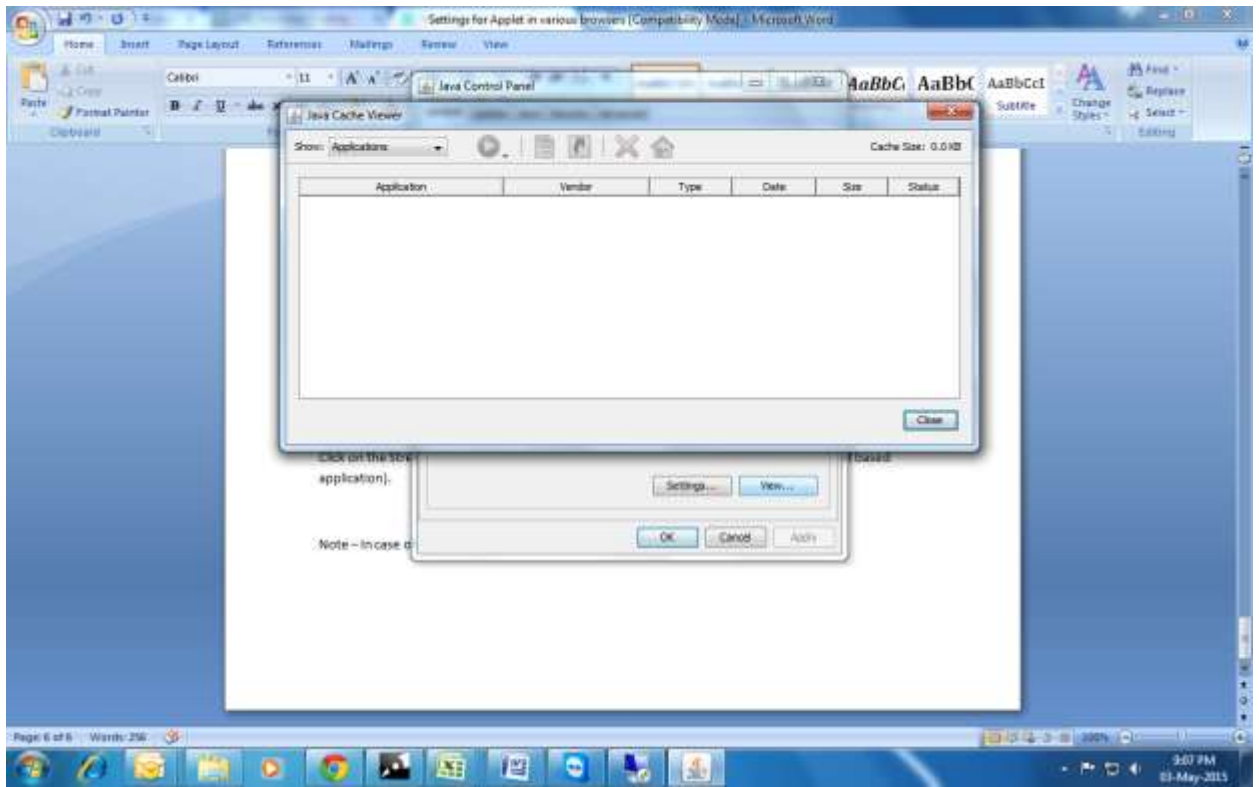 Settings for Applet in various browsers [Compatibility Mode] - Microsoft Word
Home Insert Page Layout References Mailings Review View
Cut
Copy
Paste
Format Painter
Clipboard
Calibri 11
B I U abc
AaBbC AaBbC AaBbCcI
Subtitle
Change Styles
Find
Replace
Select
Editing
Java Control Panel
Java Cache Viewer
Show: Applications
Cache Size: 0.0 KB
Application Vendor Type Date Size Status
Close
Click on the Stre
based
application).
Settings... View...
OK Cancel Apply
Note – In case o
Page: 6 of 6 Words: 256
100%
9:07 PM
03-May-2015